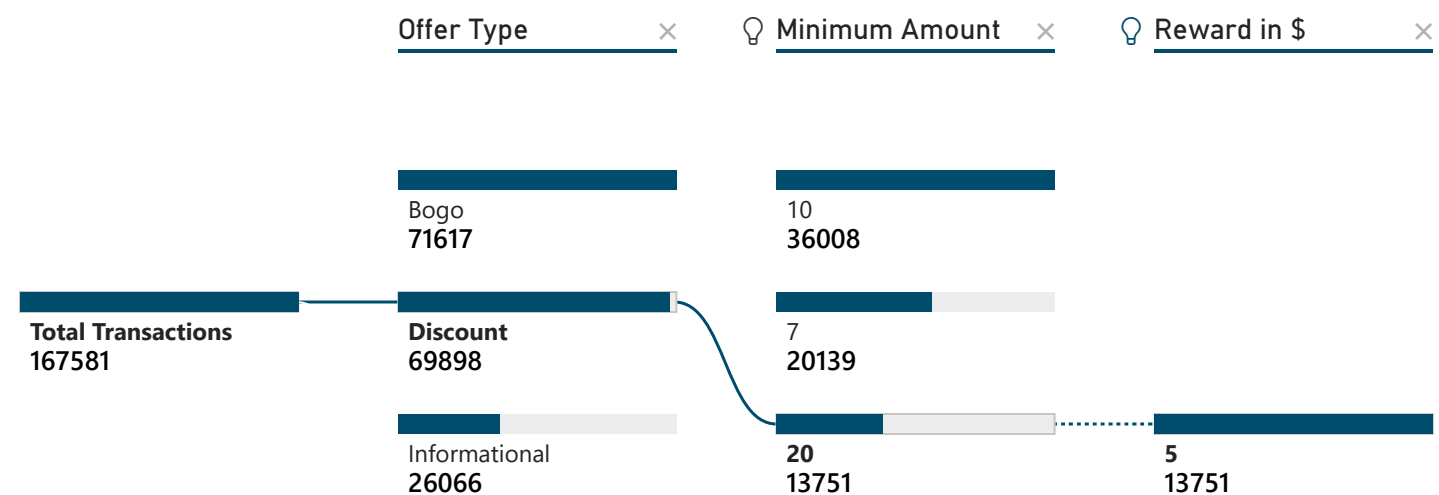 Offer Type
Minimum Amount
Reward in $
Bogo
71617
10
36008
Total Transactions
167581
Discount
69898
7
20139
Informational
26066
20
13751
5
13751